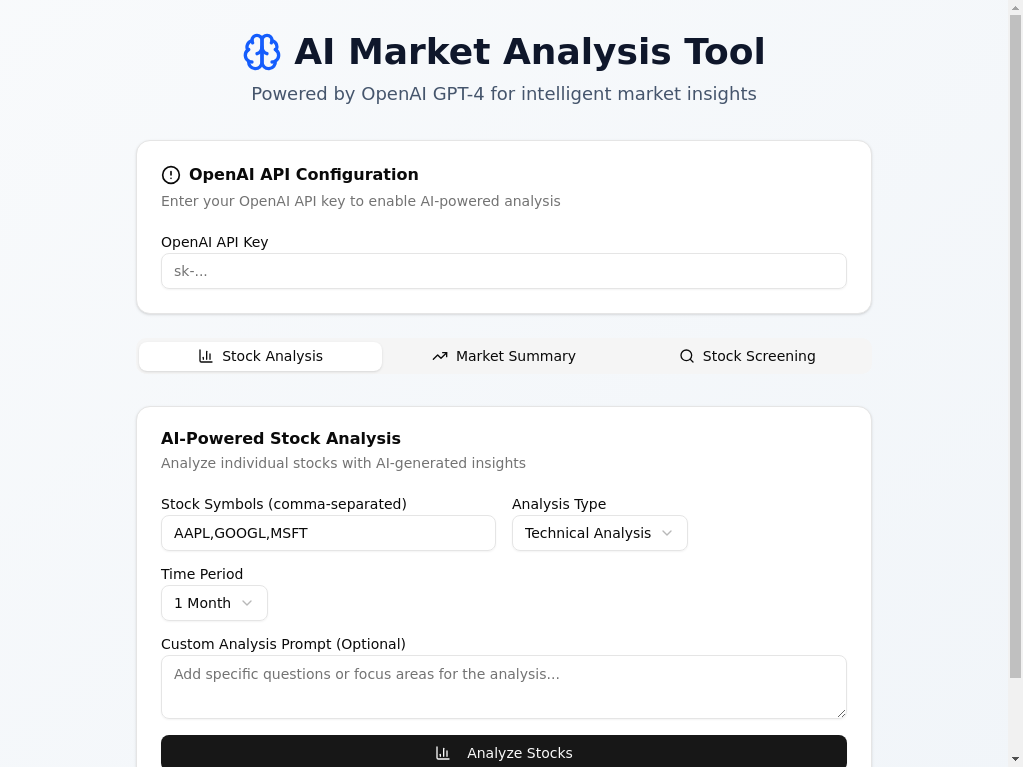 AI Market Analysis Tool
Powered by OpenAI GPT-4 for intelligent market insights
OpenAI API Configuration
Enter your OpenAI API key to enable AI-powered analysis
OpenAI API Key
sk-...
Stock Analysis
Market Summary
Stock Screening
AI-Powered Stock Analysis
Analyze individual stocks with AI-generated insights
Stock Symbols (comma-separated)
Analysis Type
AAPL,GOOGL,MSFT
Technical Analysis
Time Period
1 Month
Custom Analysis Prompt (Optional)
Add specific questions or focus areas for the analysis...
Analyze Stocks